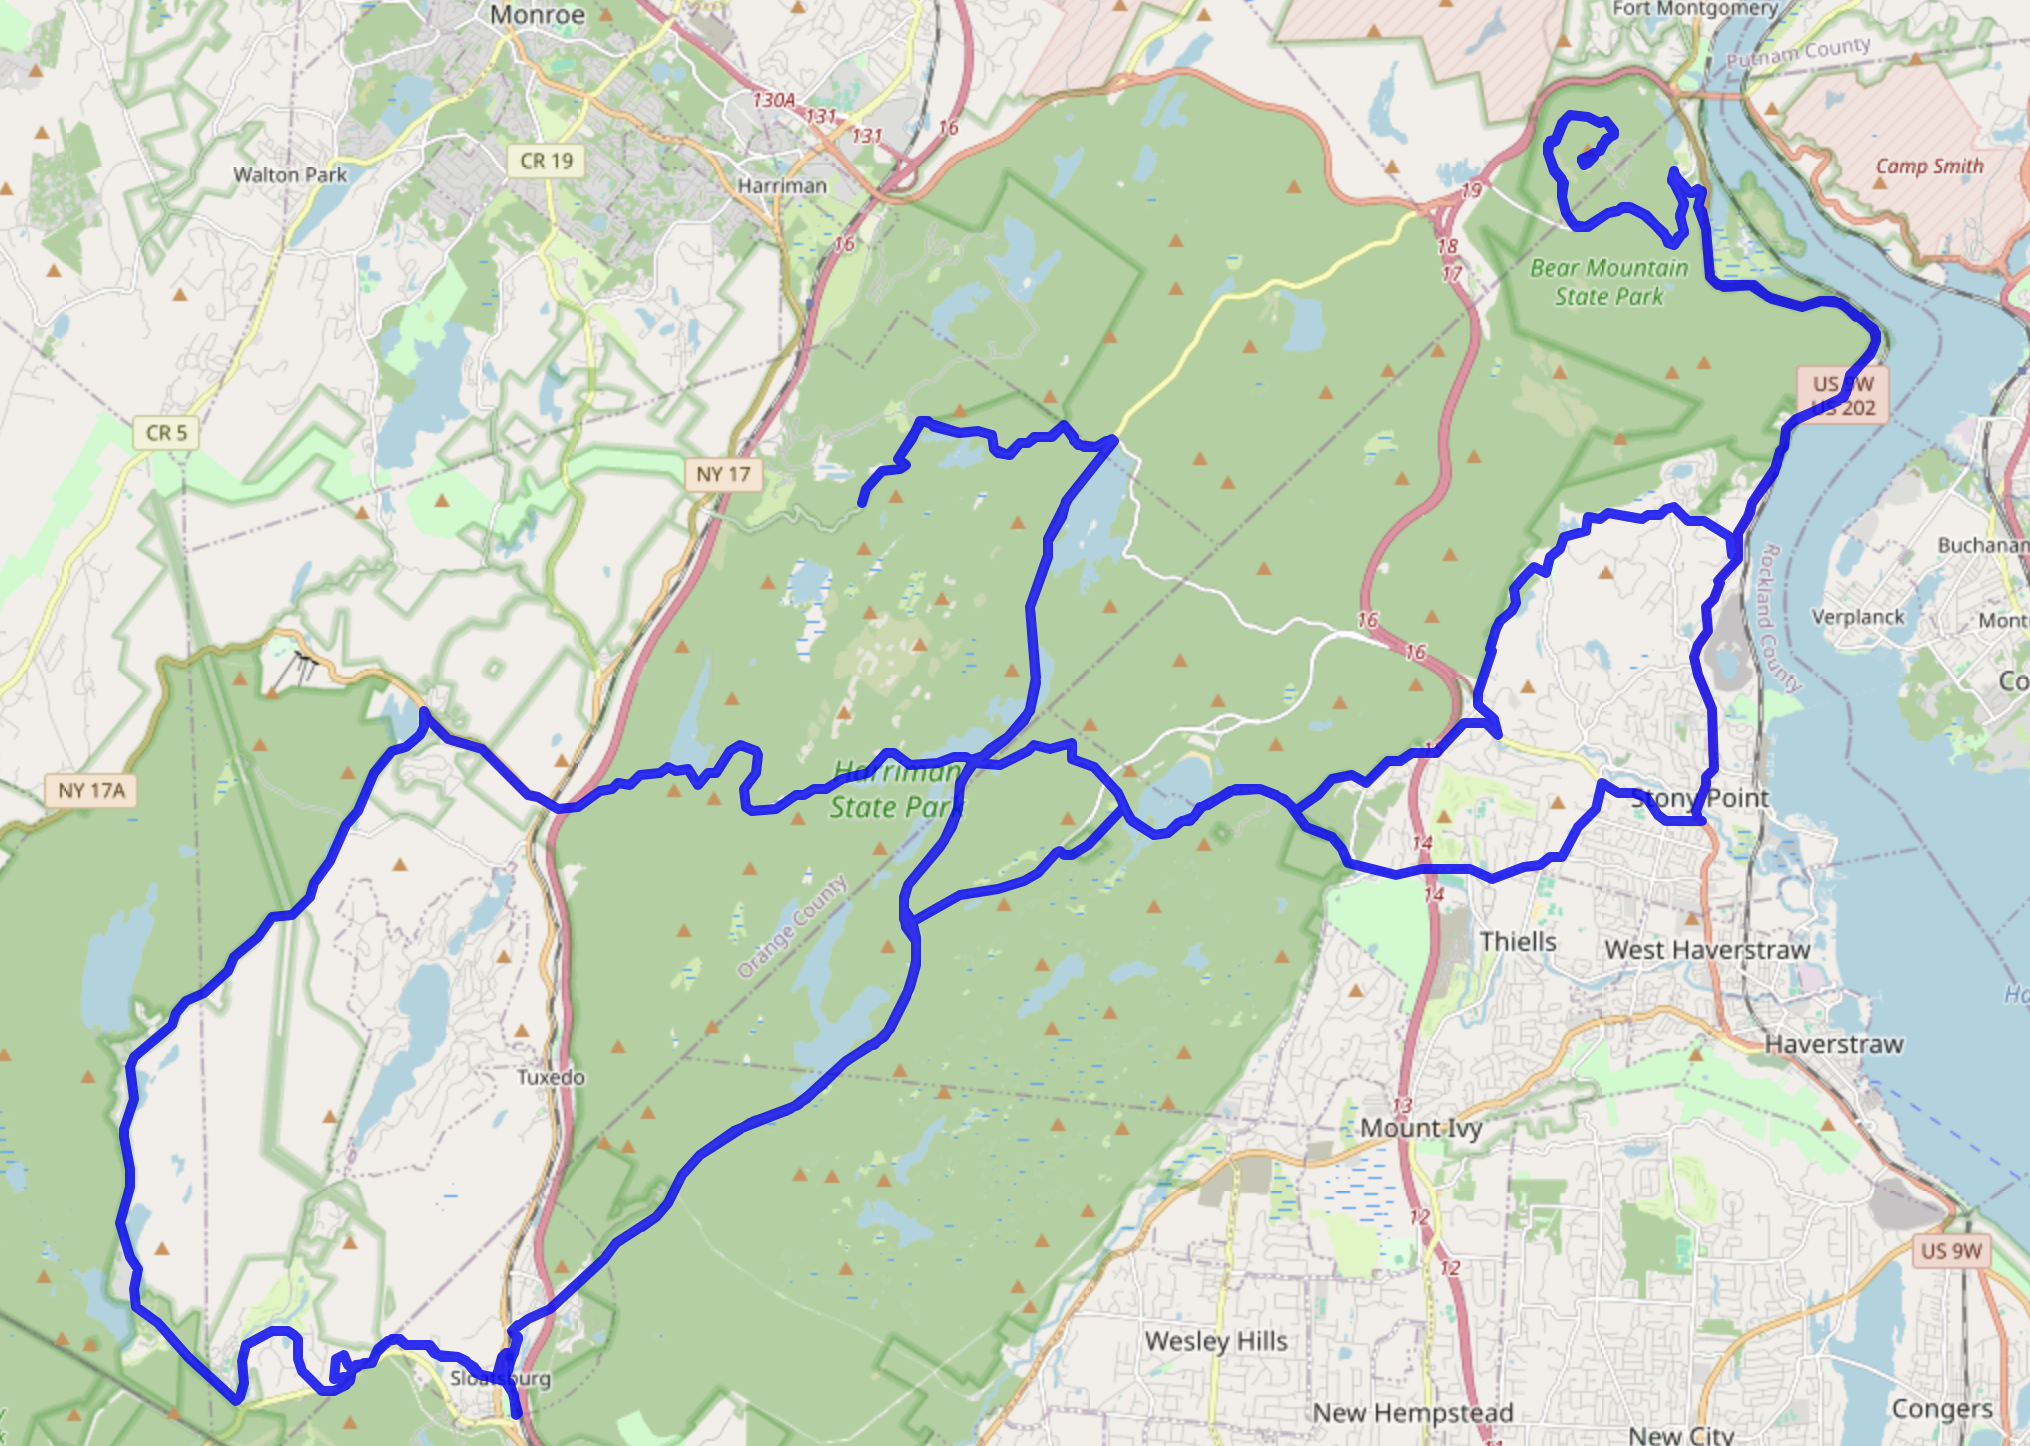 Monroe
Fort Montgomery
Putnam County
130A
131
131
16
CR 19
Walton Park
Harriman
Camp Smith
19
16
18
17
Bear Mountain
State Park
US 9W
US 202
CR 5
NY 17
Buchanan
Rockland County
Verplanck
16
16
NY 17A
Harriman
State Park
Stony Point
14
14
Orange County
Thiells
West Haverstraw
Haverstraw
Tuxedo
13
Mount Ivy
12
12
US 9W
Wesley Hills
Sloatsburg
New Hempstead
New City
Congers
11